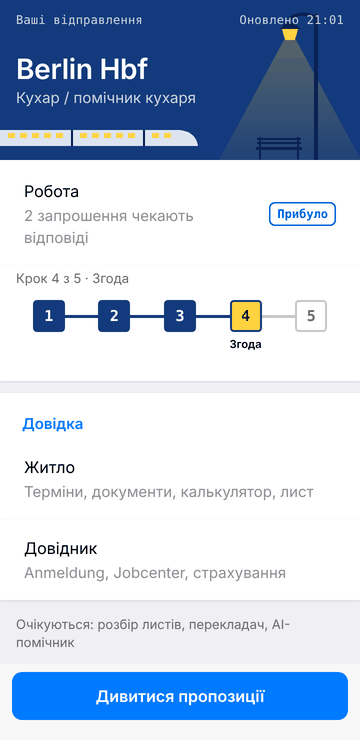 Ваші відправлення
Оновлено 21:01
Berlin Hbf
Кухар / помічник кухаря
Робота
2 запрошення чекають
відповіді
Прибуло
Крок 4 з 5 · Згода
1 2 3 4 5
Згода
Довідка
Житло
Терміни, документи, калькулятор, лист
Довідник
Anmeldung, Jobcenter, страхування
Очікуються: розбір листів, перекладач, AI-
помічник
Дивитися пропозиції